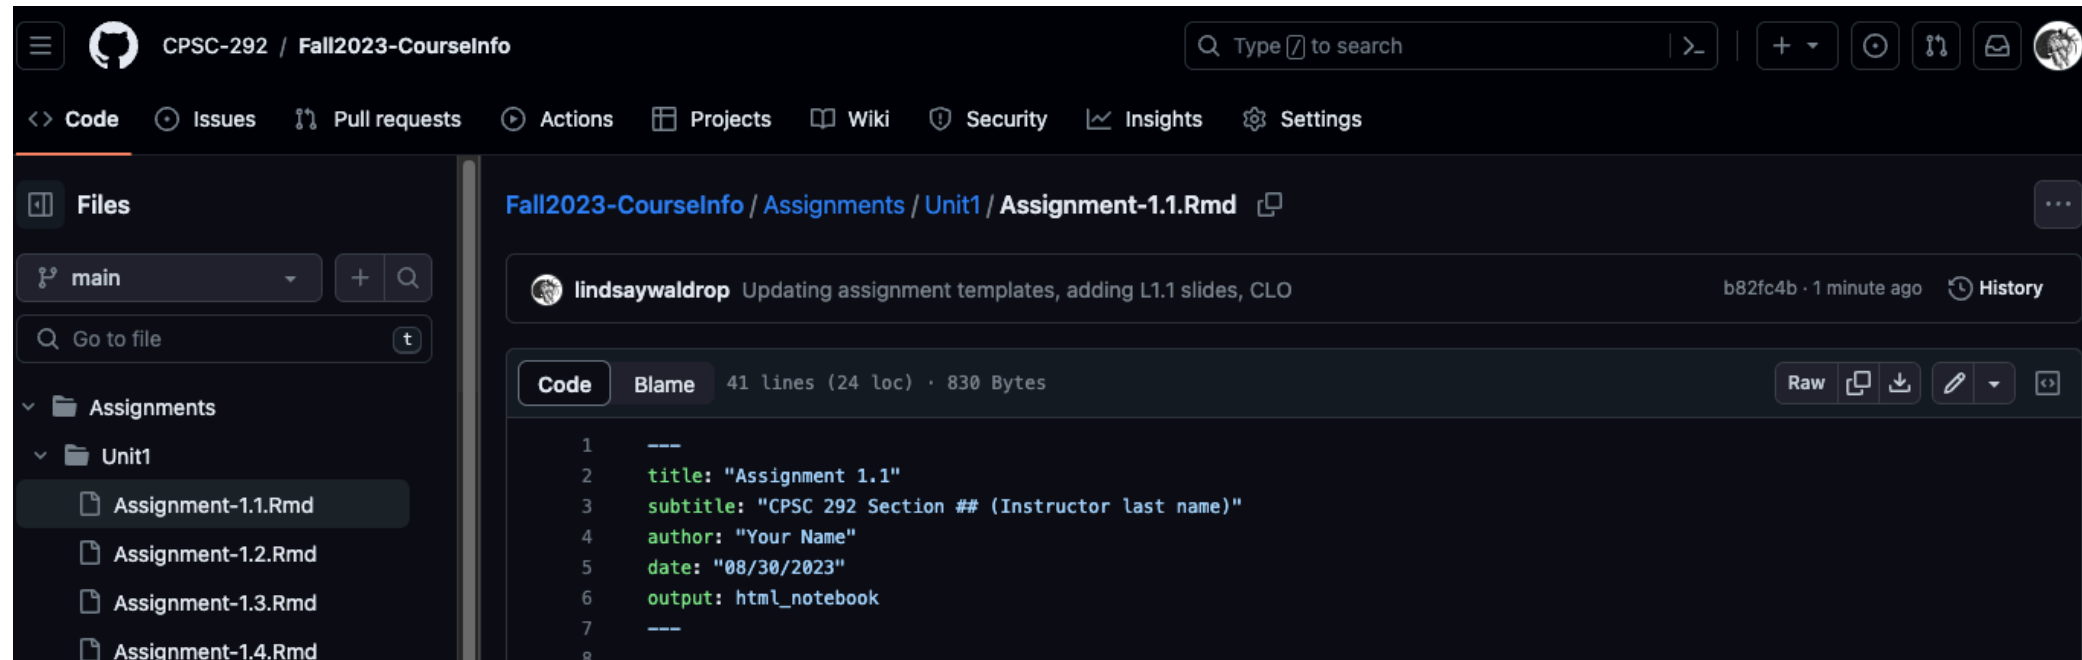 CPSC-292 / Fall2023-CourseInfo
Type / to search
Code Issues Pull requests Actions Projects Wiki Security Insights Settings
Files
main
Go to file t
Assignments
Unit1
Assignment-1.1.Rmd
Assignment-1.2.Rmd
Assignment-1.3.Rmd
Assignment-1.4.Rmd
Fall2023-CourseInfo / Assignments / Unit1 / Assignment-1.1.Rmd
lindsaywaldrop Updating assignment templates, adding L1.1 slides, CLO b82fc4b · 1 minute ago History
Code Blame 41 lines (24 loc) · 830 Bytes Raw
1 ---
2 title: "Assignment 1.1"
3 subtitle: "CPSC 292 Section ## (Instructor last name)"
4 author: "Your Name"
5 date: "08/30/2023"
6 output: html_notebook
7 ---
8